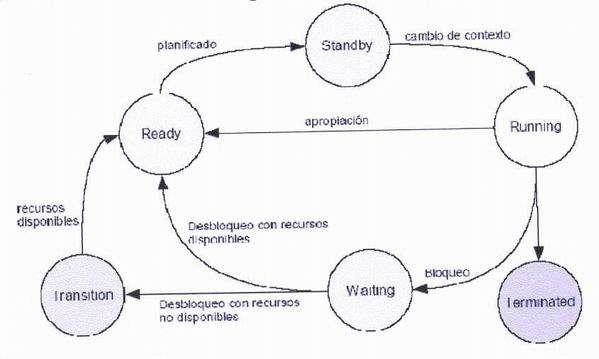 planificado
Standby
cambio de contexto
Ready
apropiación
Running
recursos
disponibles
Desbloqueo con recursos
disponibles
Transition
Desbloqueo con recursos
no disponibles
Waiting
Bloqueo
Terminated